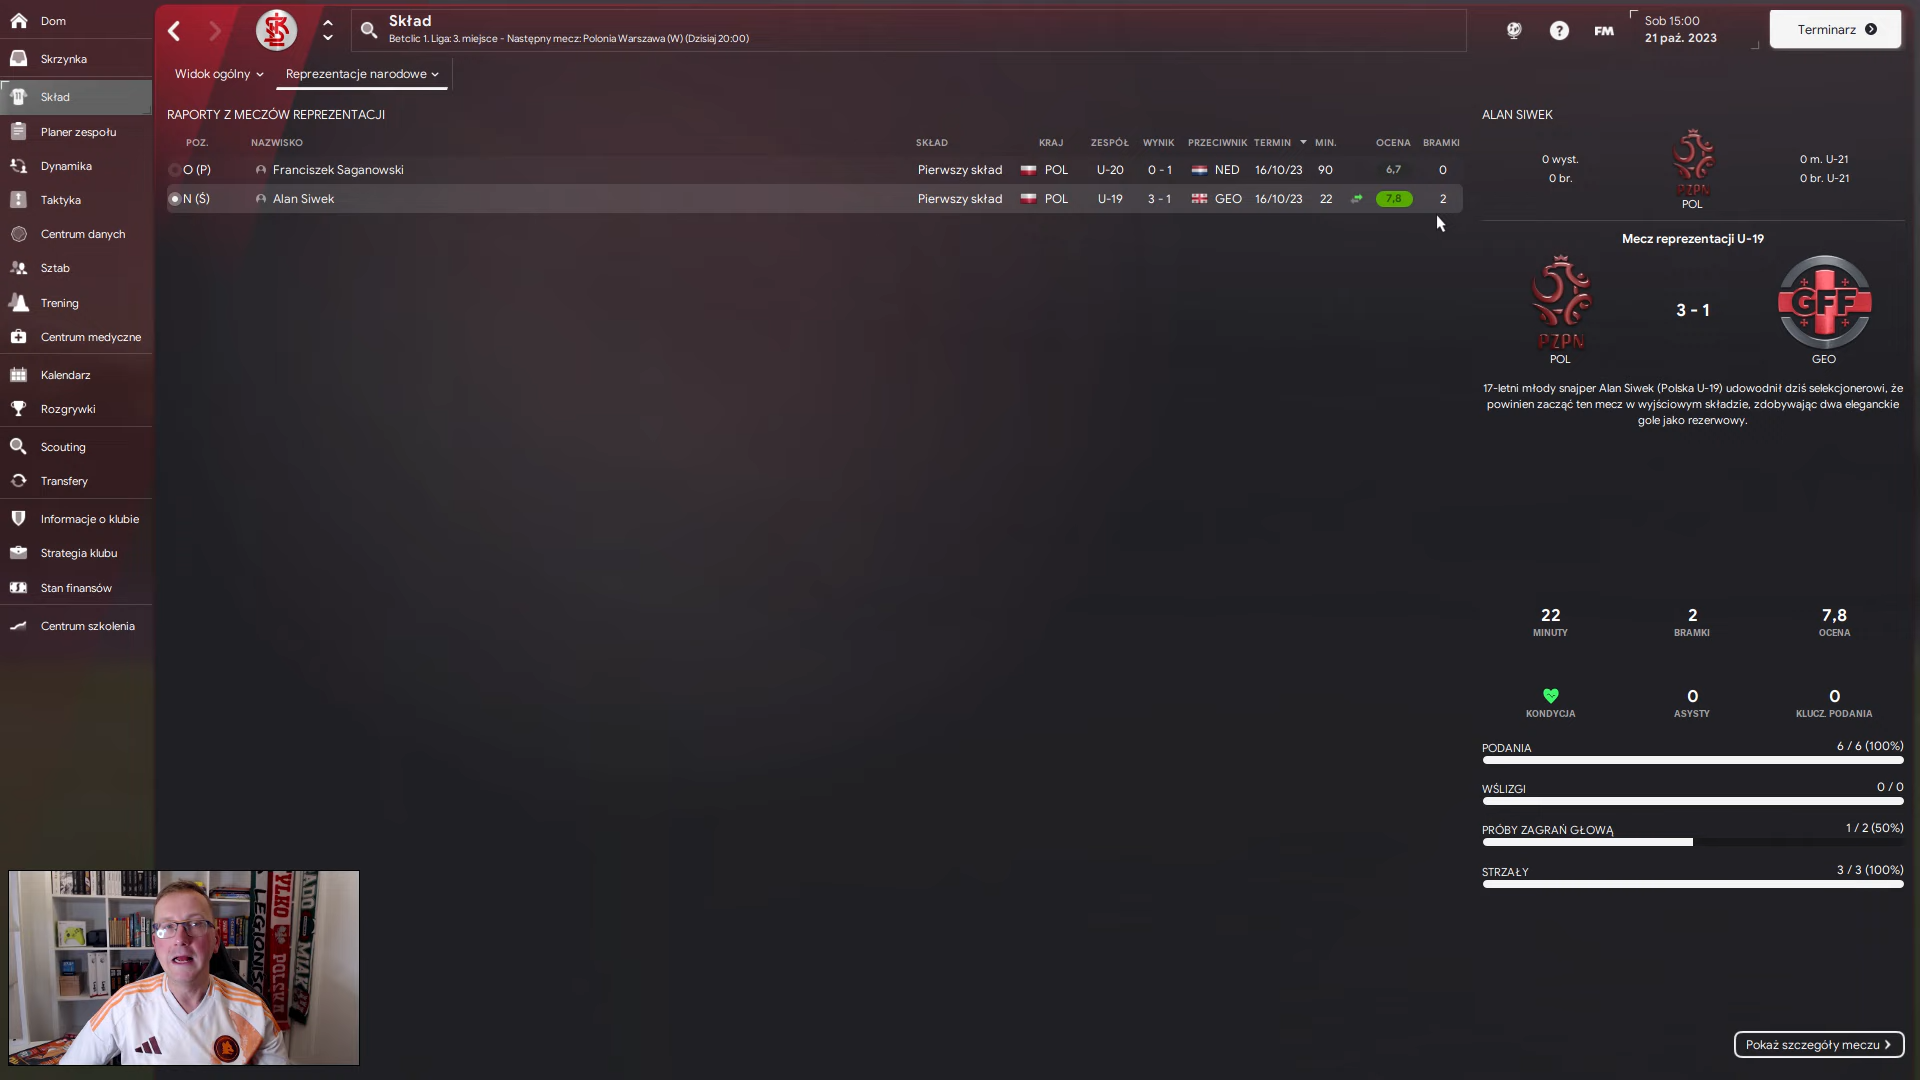 Dom
Skrzynka
Skład
Planer zespołu
Dynamika
Taktyka
Centrum danych
Sztab
Trening
Centrum medyczne
Kalendarz
Rozgrywki
Scouting
Transfery
Informacje o klubie
Strategia klubu
Stan finansów
Centrum szkolenia
Skład
Betclic 1. Liga: 3. miejsce - Następny mecz: Polonia Warszawa (W) (Dzisiaj 20:00)
FM
Sob 15:00
21 paź. 2023
Terminarz
Widok ogólny
Reprezentacje narodowe
RAPORTY Z MECZÓW REPREZENTACJI
POZ. NAZWISKO SKŁAD KRAJ ZESPÓŁ WYNIK PRZECIWNIK TERMIN MIN. OCENA BRAMKI
O (P) Franciszek Saganowski Pierwszy skład POL U-20 0 - 1 NED 16/10/23 90 6,7 0
N (Ś) Alan Siwek Pierwszy skład POL U-19 3 - 1 GEO 16/10/23 22 7,8 2
ALAN SIWEK
0 wyst.
0 br.
PZPN
POL
0 m. U-21
0 br. U-21
Mecz reprezentacji U-19
PZPN
POL
3 - 1
GFF
GEO
17-letni młody snajper Alan Siwek (Polska U-19) udowodnił dziś selekcjonerowi, że
powinien zacząć ten mecz w wyjściowym składzie, zdobywając dwa eleganckie
gole jako rezerwowy.
22 2 7,8
MINUTY BRAMKI OCENA
0 0
KONDYCJA ASYSTY KLUCZ. PODANIA
PODANIA 6 / 6 (100%)
WŚLIZGI 0 / 0
PRÓBY ZAGRAŃ GŁOWĄ 1 / 2 (50%)
STRZAŁY 3 / 3 (100%)
Pokaż szczegóły meczu